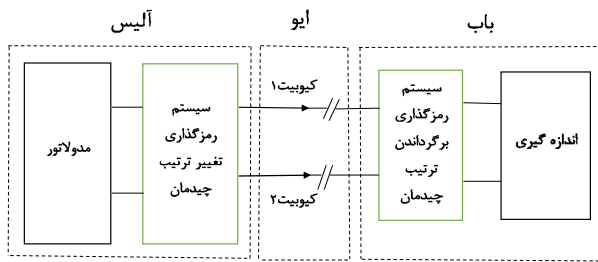 آلیس
ایو
باب
مدولاتور
سیستم
رمزگذاری
تغییر ترتیب
چیدمان
کیوبیت۱
کیوبیت۲
سیستم
رمزگذاری
برگرداندن
ترتیب
چیدمان
اندازه گیری